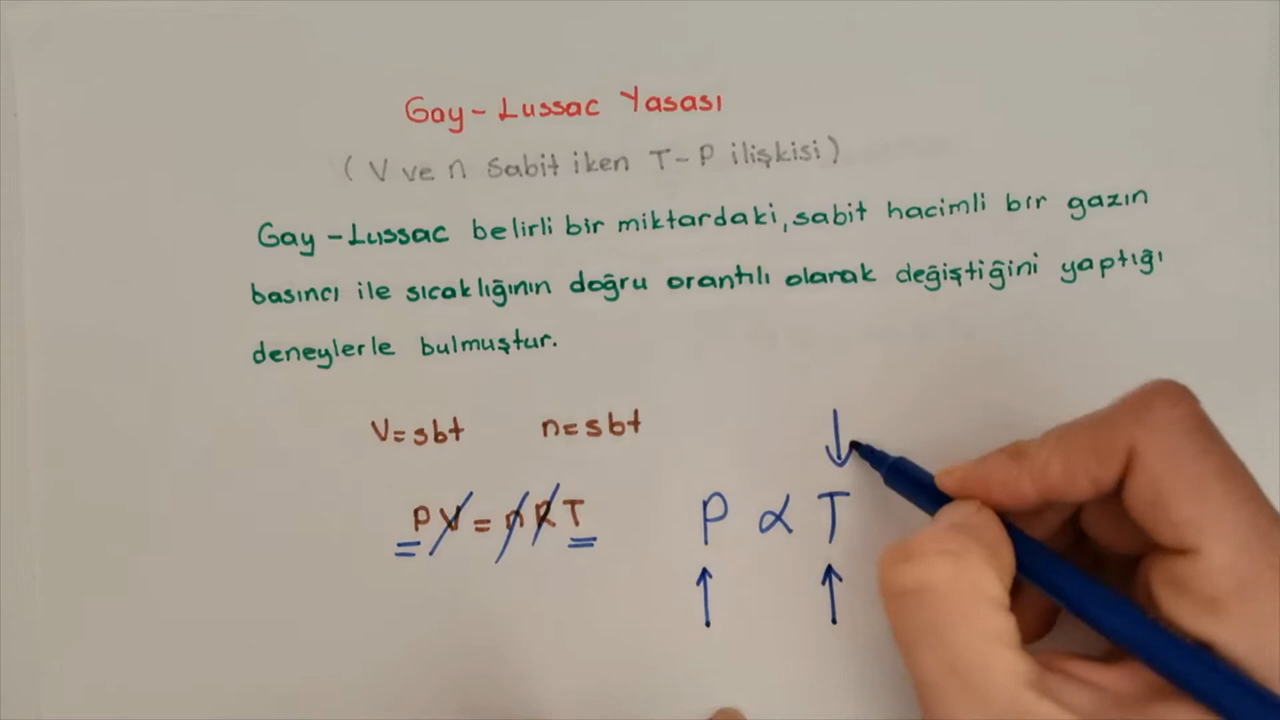 Gay-Lussac Yasası
(V ve n sabit iken T-P ilişkisi)
Gay-Lussac belirli bir miktardaki, sabit hacimli bir gazın
basıncı ile sıcaklığının doğru orantılı olarak değiştiğini yaptığı
deneylerle bulmuştur.
V=sbt n=sbt
↓
PV=nRT P∝T
↑ ↑